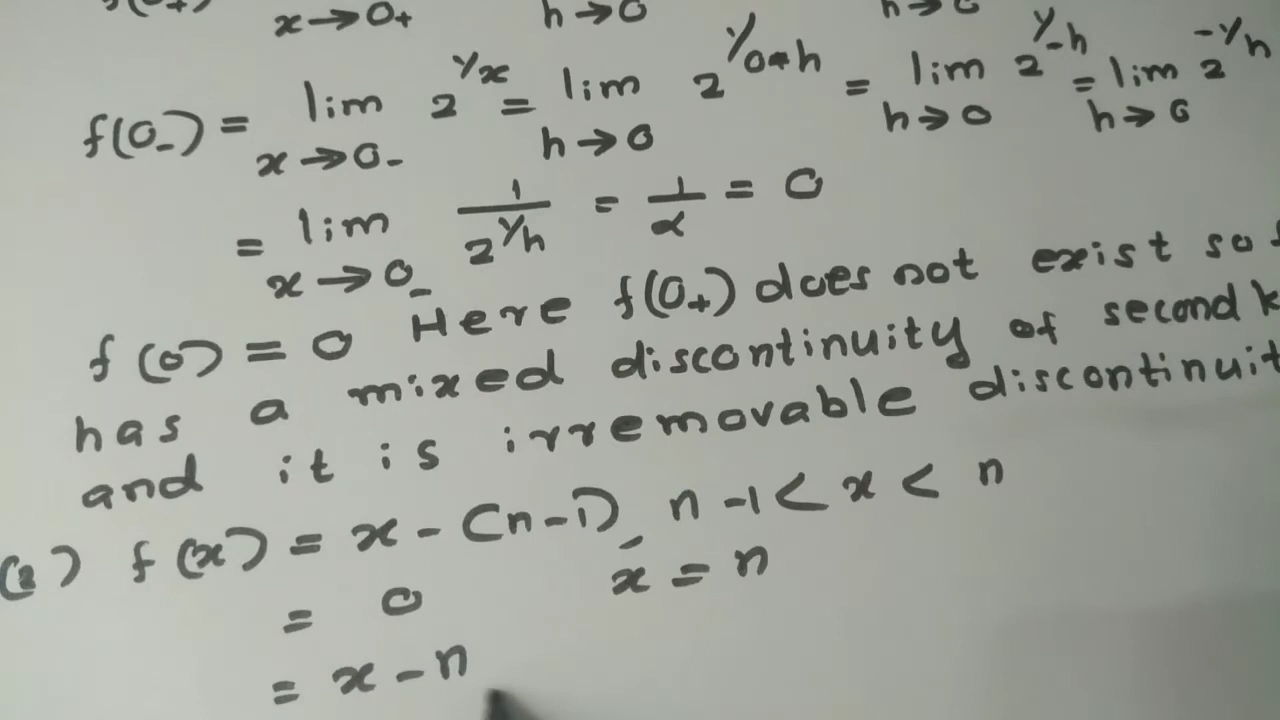 x→0+ h→0
f(0-) = lim x→0- 2^1/x = lim h→0 2^1/0-h = lim h→0 2^1/-h = lim h→0 2^-1/h
= lim x→0- 1/2^1/h = 1/α = 0
f(0) = 0 Here f(0+) does not exist so
has a mixed discontinuity of second
and it is irremovable discontinuit
(2) f(x) = x - (n-1), n-1 < x < n
= 0 x = n
= x - n